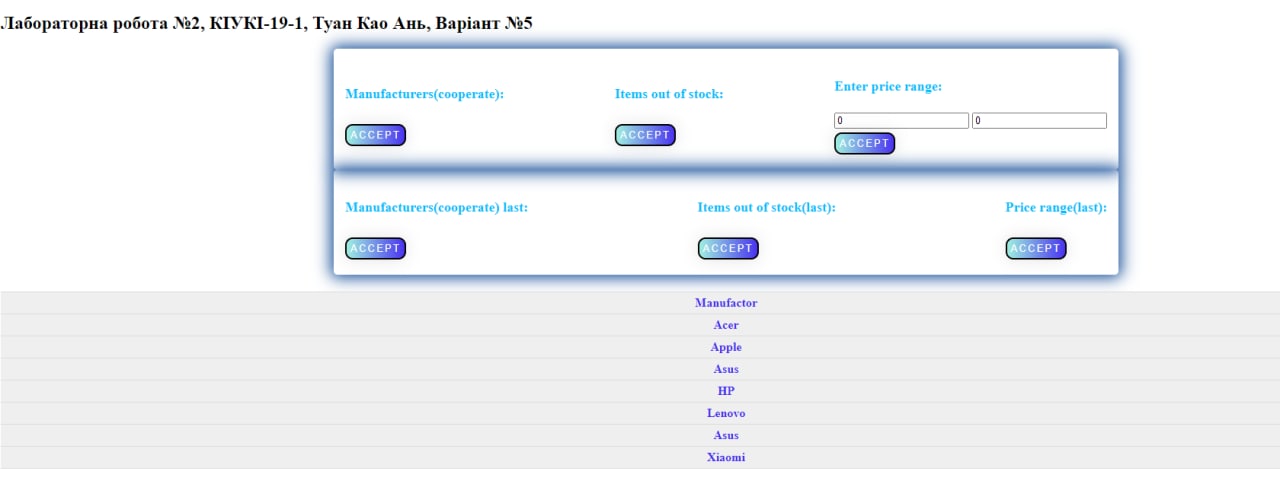 Лабораторна робота №2, КІУКІ-19-1, Туан Као Ань, Варіант №5
Manufacturers(cooperate):
ACCEPT
Items out of stock:
ACCEPT
Enter price range:
0 0
ACCEPT
Manufacturers(cooperate) last:
ACCEPT
Items out of stock(last):
ACCEPT
Price range(last):
ACCEPT
Manufactor
Acer
Apple
Asus
HP
Lenovo
Asus
Xiaomi